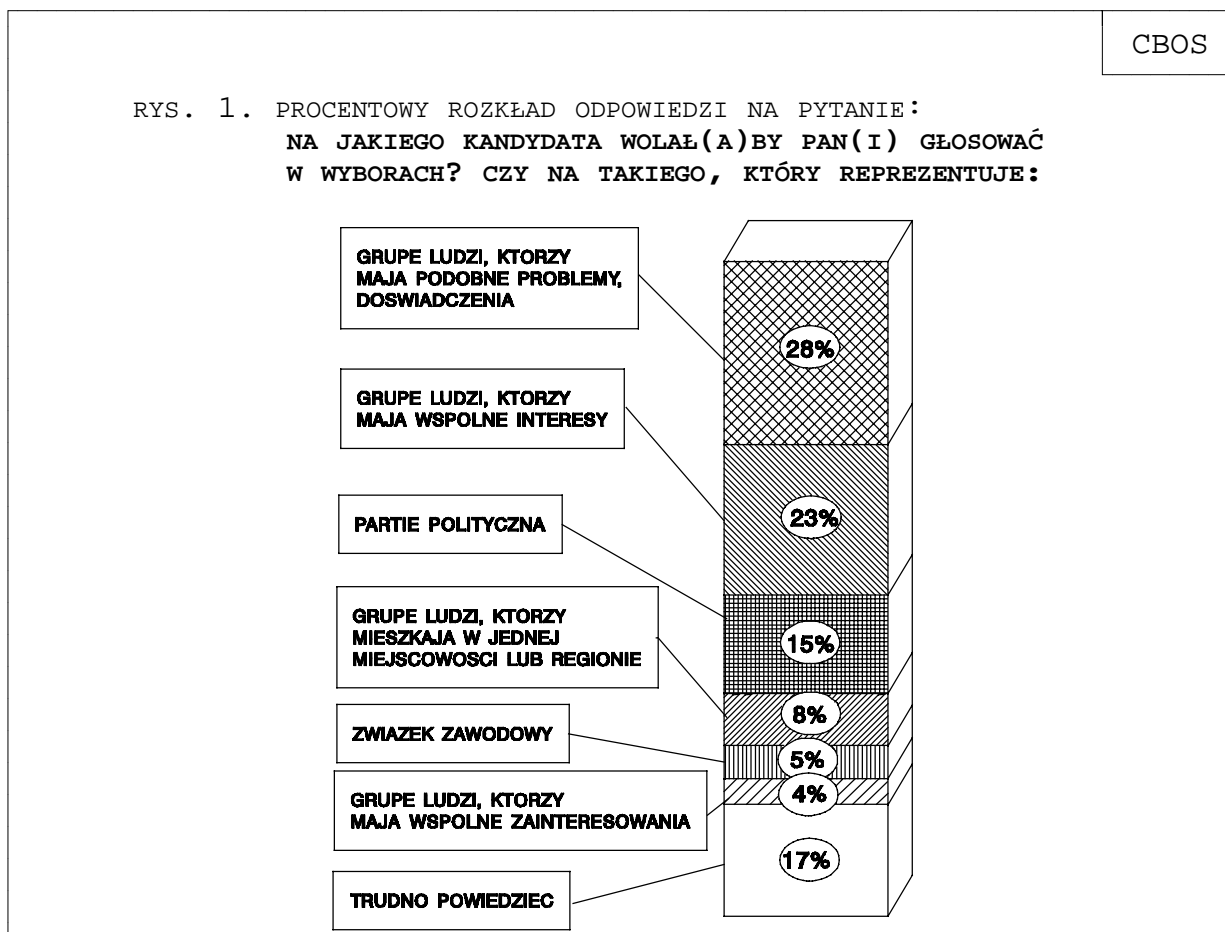 CBOS
RYS. 1. PROCENTOWY ROZKŁAD ODPOWIEDZI NA PYTANIE:
NA JAKIEGO KANDYDATA WOLAŁ(A)BY PAN(I) GŁOSOWAĆ
W WYBORACH? CZY NA TAKIEGO, KTÓRY REPREZENTUJE:
GRUPE LUDZI, KTORZY
MAJA PODOBNE PROBLEMY,
DOSWIADCZENIA
28%
GRUPE LUDZI, KTORZY
MAJA WSPOLNE INTERESY
23%
PARTIE POLITYCZNA
15%
GRUPE LUDZI, KTORZY
MIESZKAJA W JEDNEJ
MIEJSCOWOSCI LUB REGIONIE
8%
ZWIAZEK ZAWODOWY
5%
GRUPE LUDZI, KTORZY
MAJA WSPOLNE ZAINTERESOWANIA
4%
TRUDNO POWIEDZIEC
17%